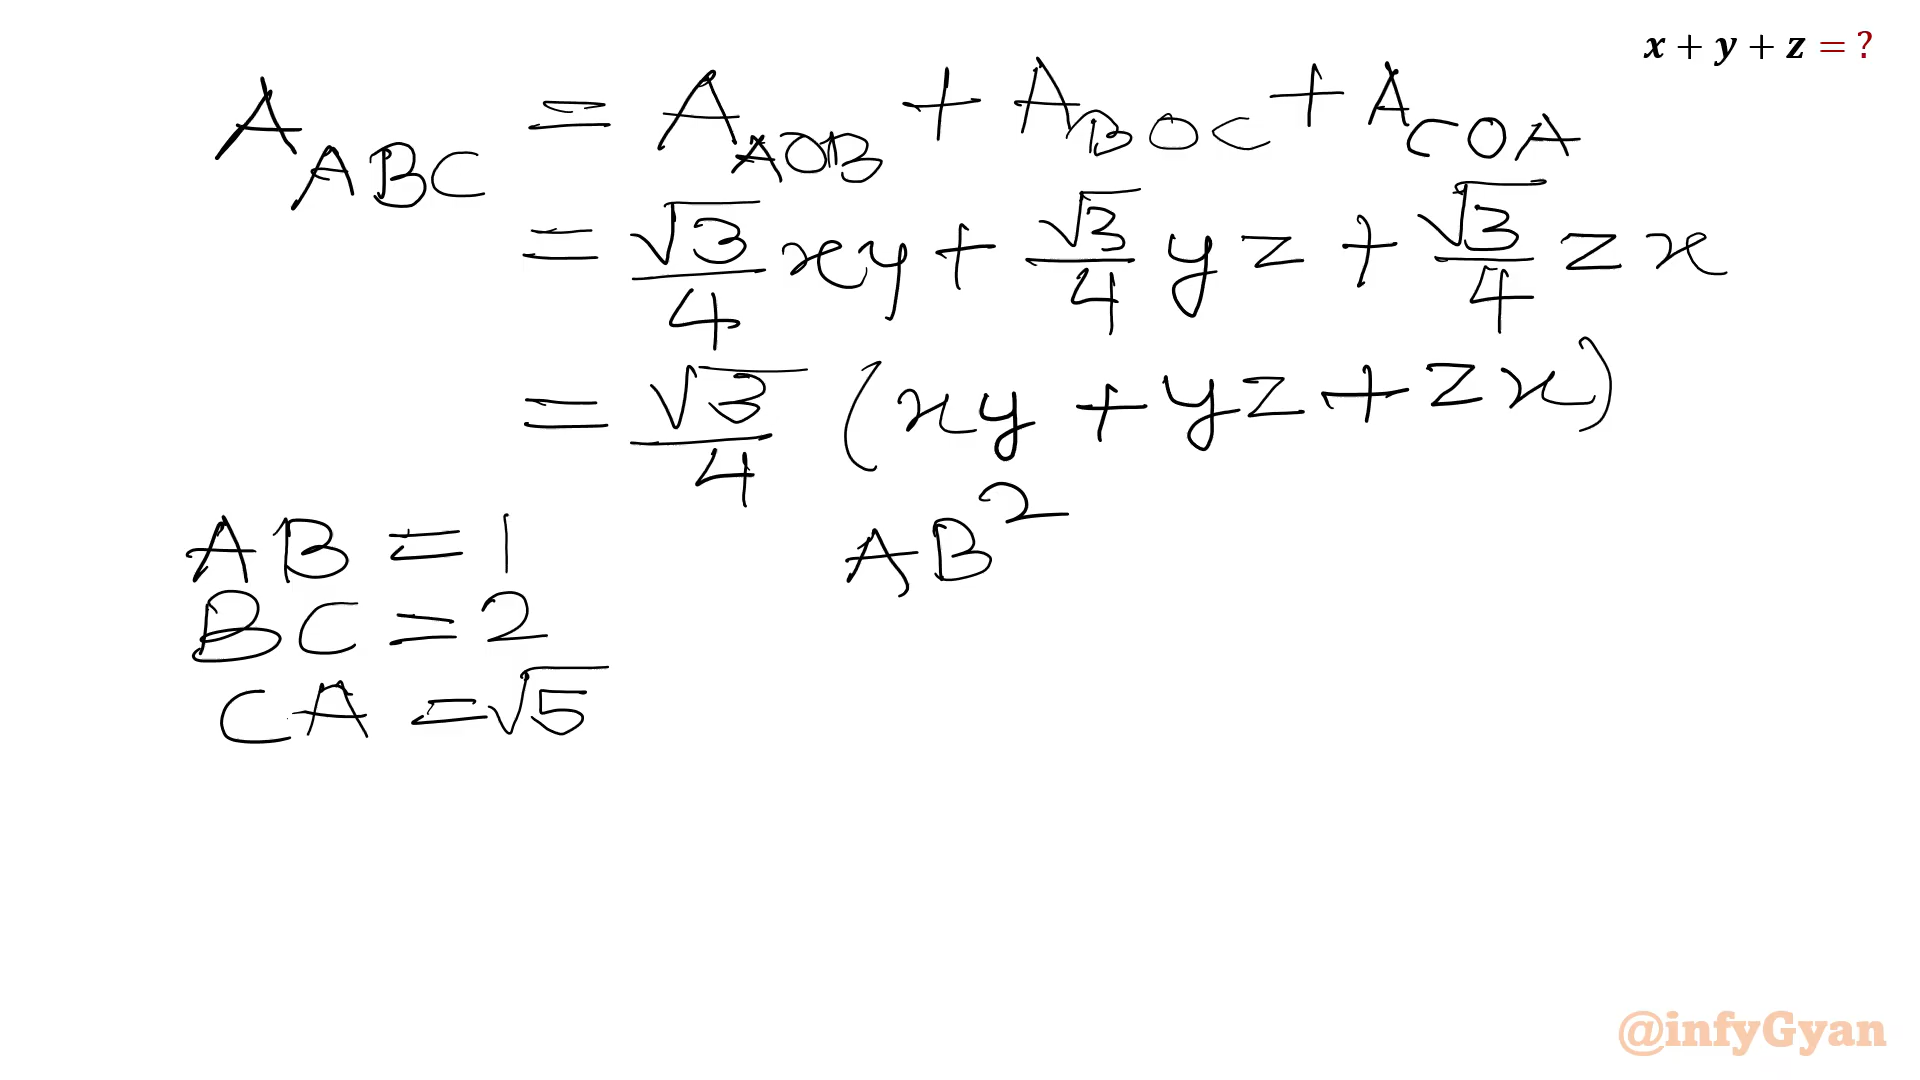 x + y + z = ?
A_ABC = A_AOB + A_BOC + A_COA
= √3/4 xy + √3/4 yz + √3/4 zx
= √3/4 (xy + yz + zx)
AB = 1
AB²
BC = 2
CA = √5
@infyGyan